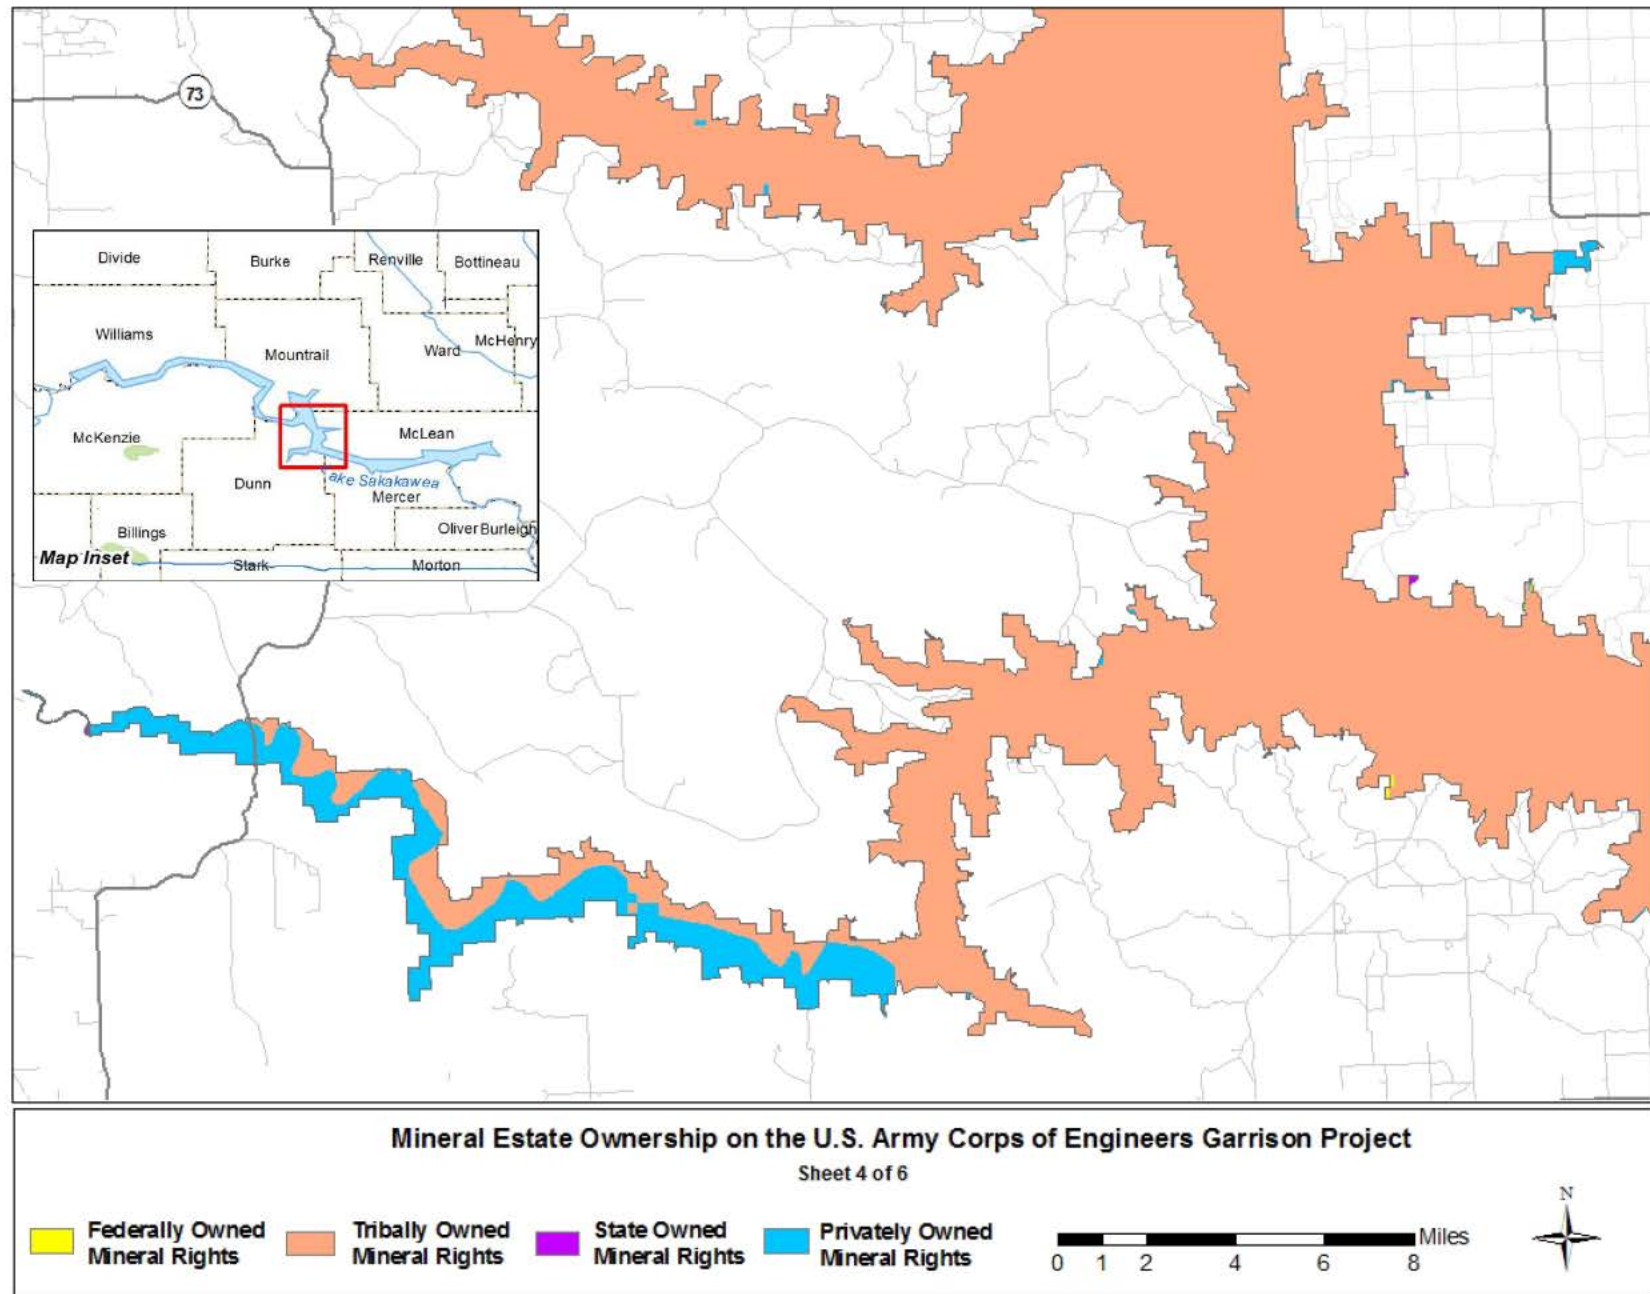 73
Divide
Burke
Renville
Bottineau
Williams
Mountrail
Ward
McHenry
McKenzie
McLean
Dunn
Lake Sakakawea
Mercer
Billings
Oliver
Burleigh
Map Inset
Stark
Morton
Mineral Estate Ownership on the U.S. Army Corps of Engineers Garrison Project
Sheet 4 of 6
Federally Owned
Mineral Rights
Tribally Owned
Mineral Rights
State Owned
Mineral Rights
Privately Owned
Mineral Rights
Miles
0 1 2 4 6 8
N